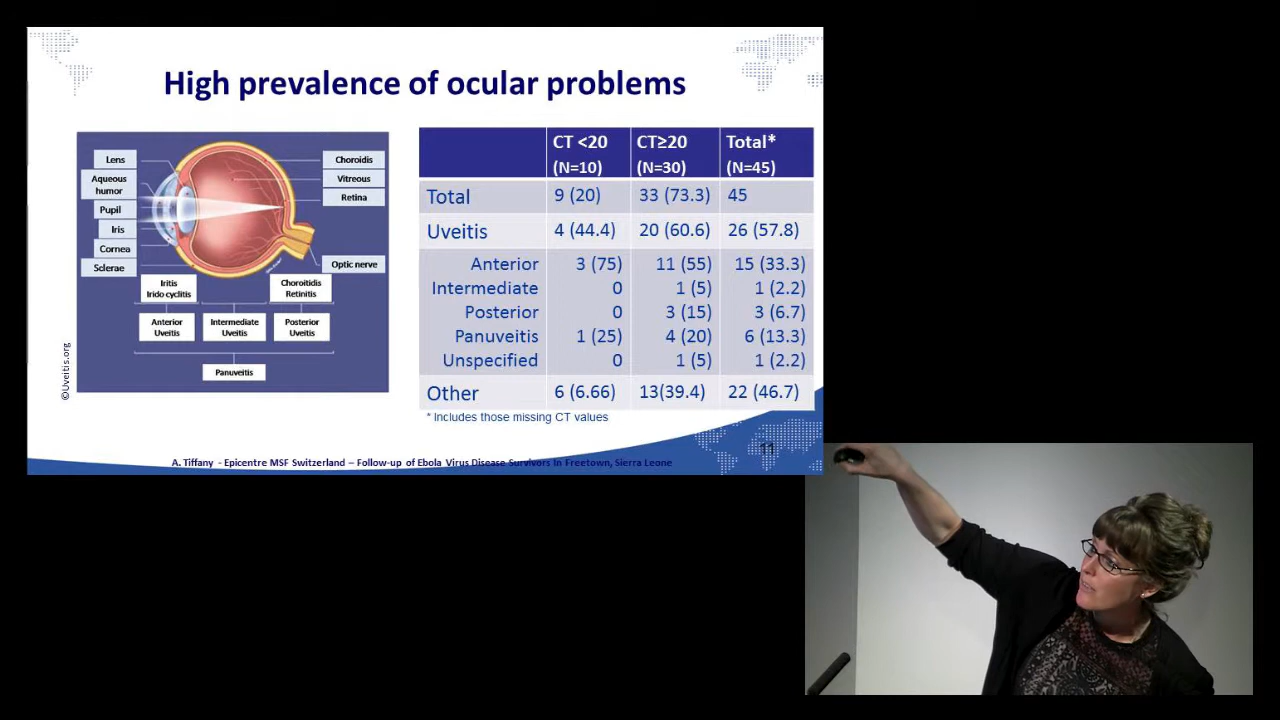 High prevalence of ocular problems
Lens
Aqueous
humor
Pupil
Iris
Cornea
Sclerae
Choroidis
Vitreous
Retina
Optic nerve
Iritis
Irido cyclitis
Choroitidis
Retinitis
Anterior
Uveitis
Intermediate
Uveitis
Posterior
Uveitis
Panuveitis
©Uveitis.org
CT <20 CT≥20 Total*
(N=10) (N=30) (N=45)
Total 9 (20) 33 (73.3) 45
Uveitis 4 (44.4) 20 (60.6) 26 (57.8)
Anterior 3 (75) 11 (55) 15 (33.3)
Intermediate 0 1 (5) 1 (2.2)
Posterior 0 3 (15) 3 (6.7)
Panuveitis 1 (25) 4 (20) 6 (13.3)
Unspecified 0 1 (5) 1 (2.2)
Other 6 (6.66) 13(39.4) 22 (46.7)
* Includes those missing CT values
11
A. Tiffany - Epicentre MSF Switzerland – Follow-up of Ebola Virus Disease Survivors In Freetown, Sierra Leone